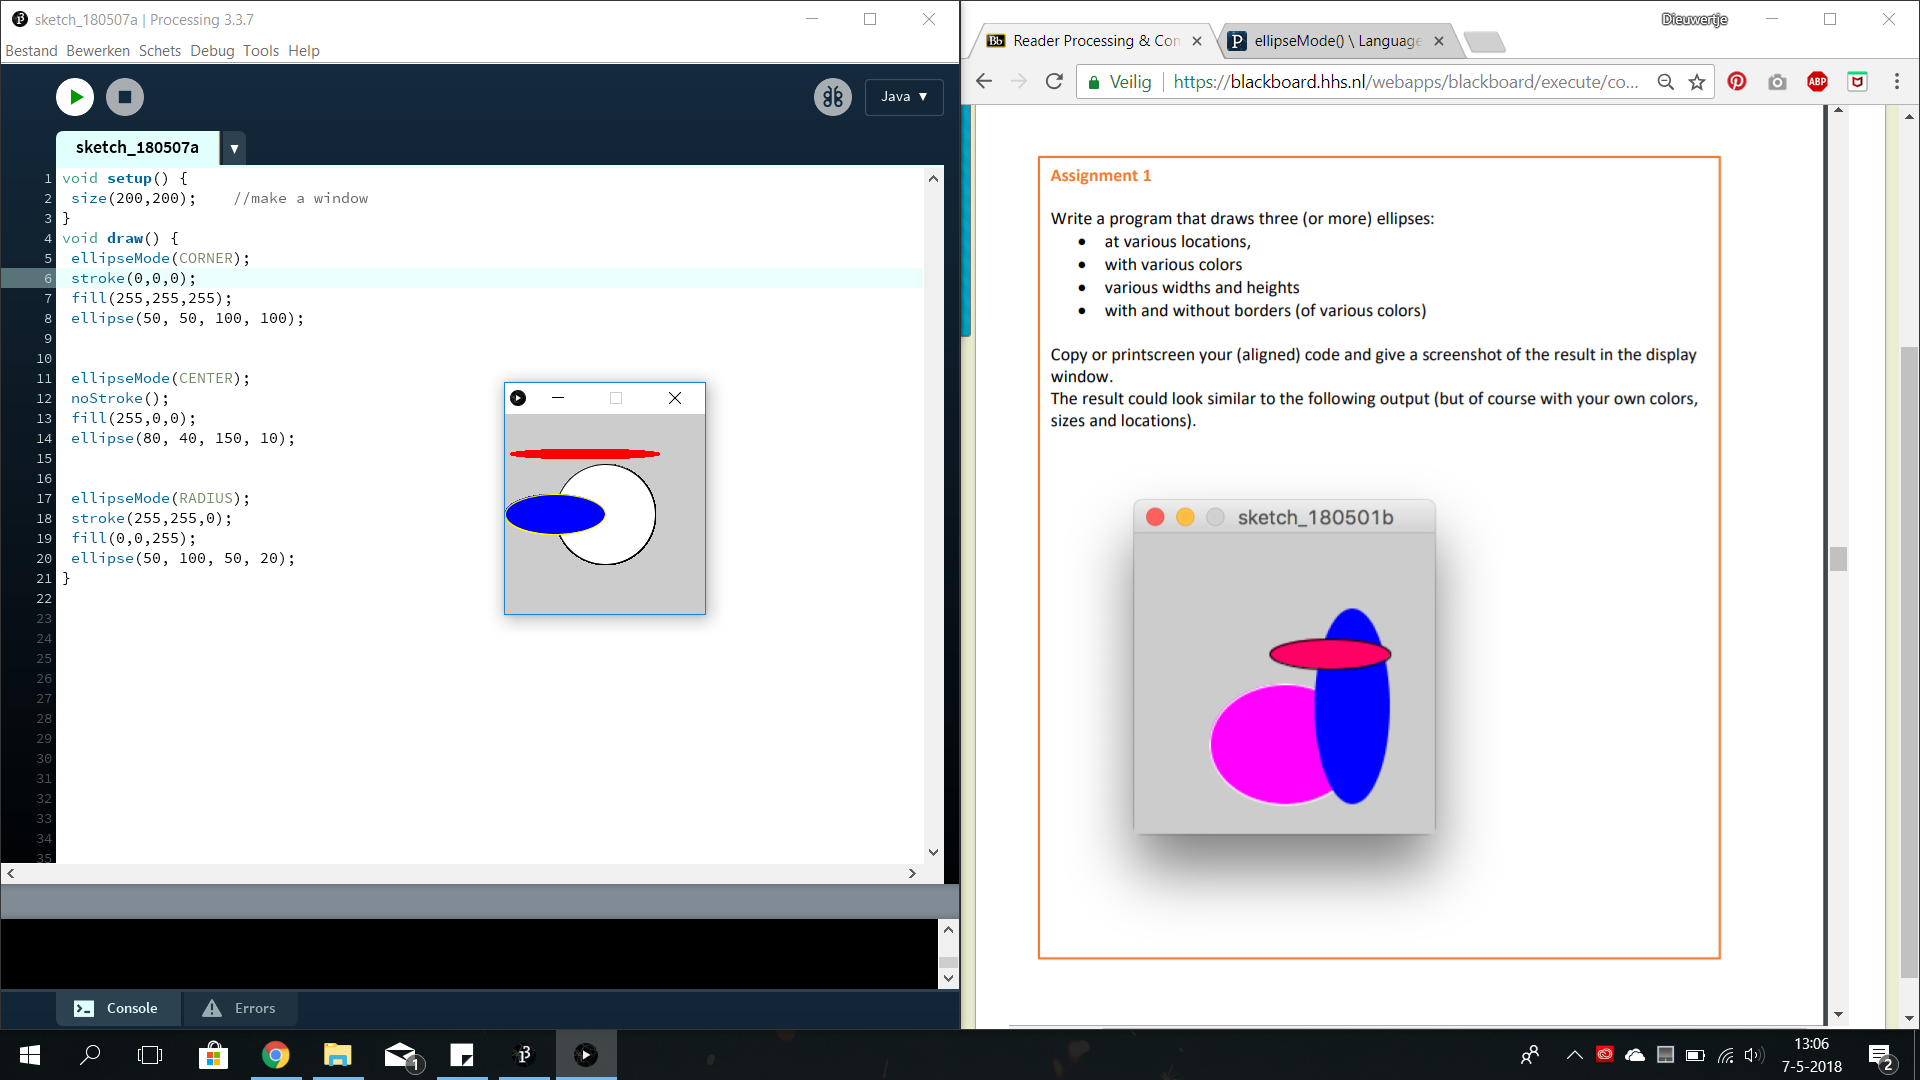 sketch_180507a | Processing 3.3.7
Bestand Bewerken Schets Debug Tools Help
Java ▼
sketch_180507a ▼
1 void setup() {
2 size(200,200); //make a window
3 }
4 void draw() {
5 ellipseMode(CORNER);
6 stroke(0,0,0);
7 fill(255,255,255);
8 ellipse(50, 50, 100, 100);
9
10
11 ellipseMode(CENTER);
12 noStroke();
13 fill(255,0,0);
14 ellipse(80, 40, 150, 10);
15
16
17 ellipseMode(RADIUS);
18 stroke(255,255,0);
19 fill(0,0,255);
20 ellipse(50, 100, 50, 20);
21 }
22
23
24
25
26
27
28
29
30
31
32
33
34
35
Console
Errors
Dieuwertje
Bb Reader Processing & Con
P ellipseMode() \ Language
Veilig https://blackboard.hhs.nl/webapps/blackboard/execute/co...
ABP
Assignment 1
Write a program that draws three (or more) ellipses:
• at various locations,
• with various colors
• various widths and heights
• with and without borders (of various colors)
Copy or printscreen your (aligned) code and give a screenshot of the result in the display
window.
The result could look similar to the following output (but of course with your own colors,
sizes and locations).
sketch_180501b
1
13:06
7-5-2018
2